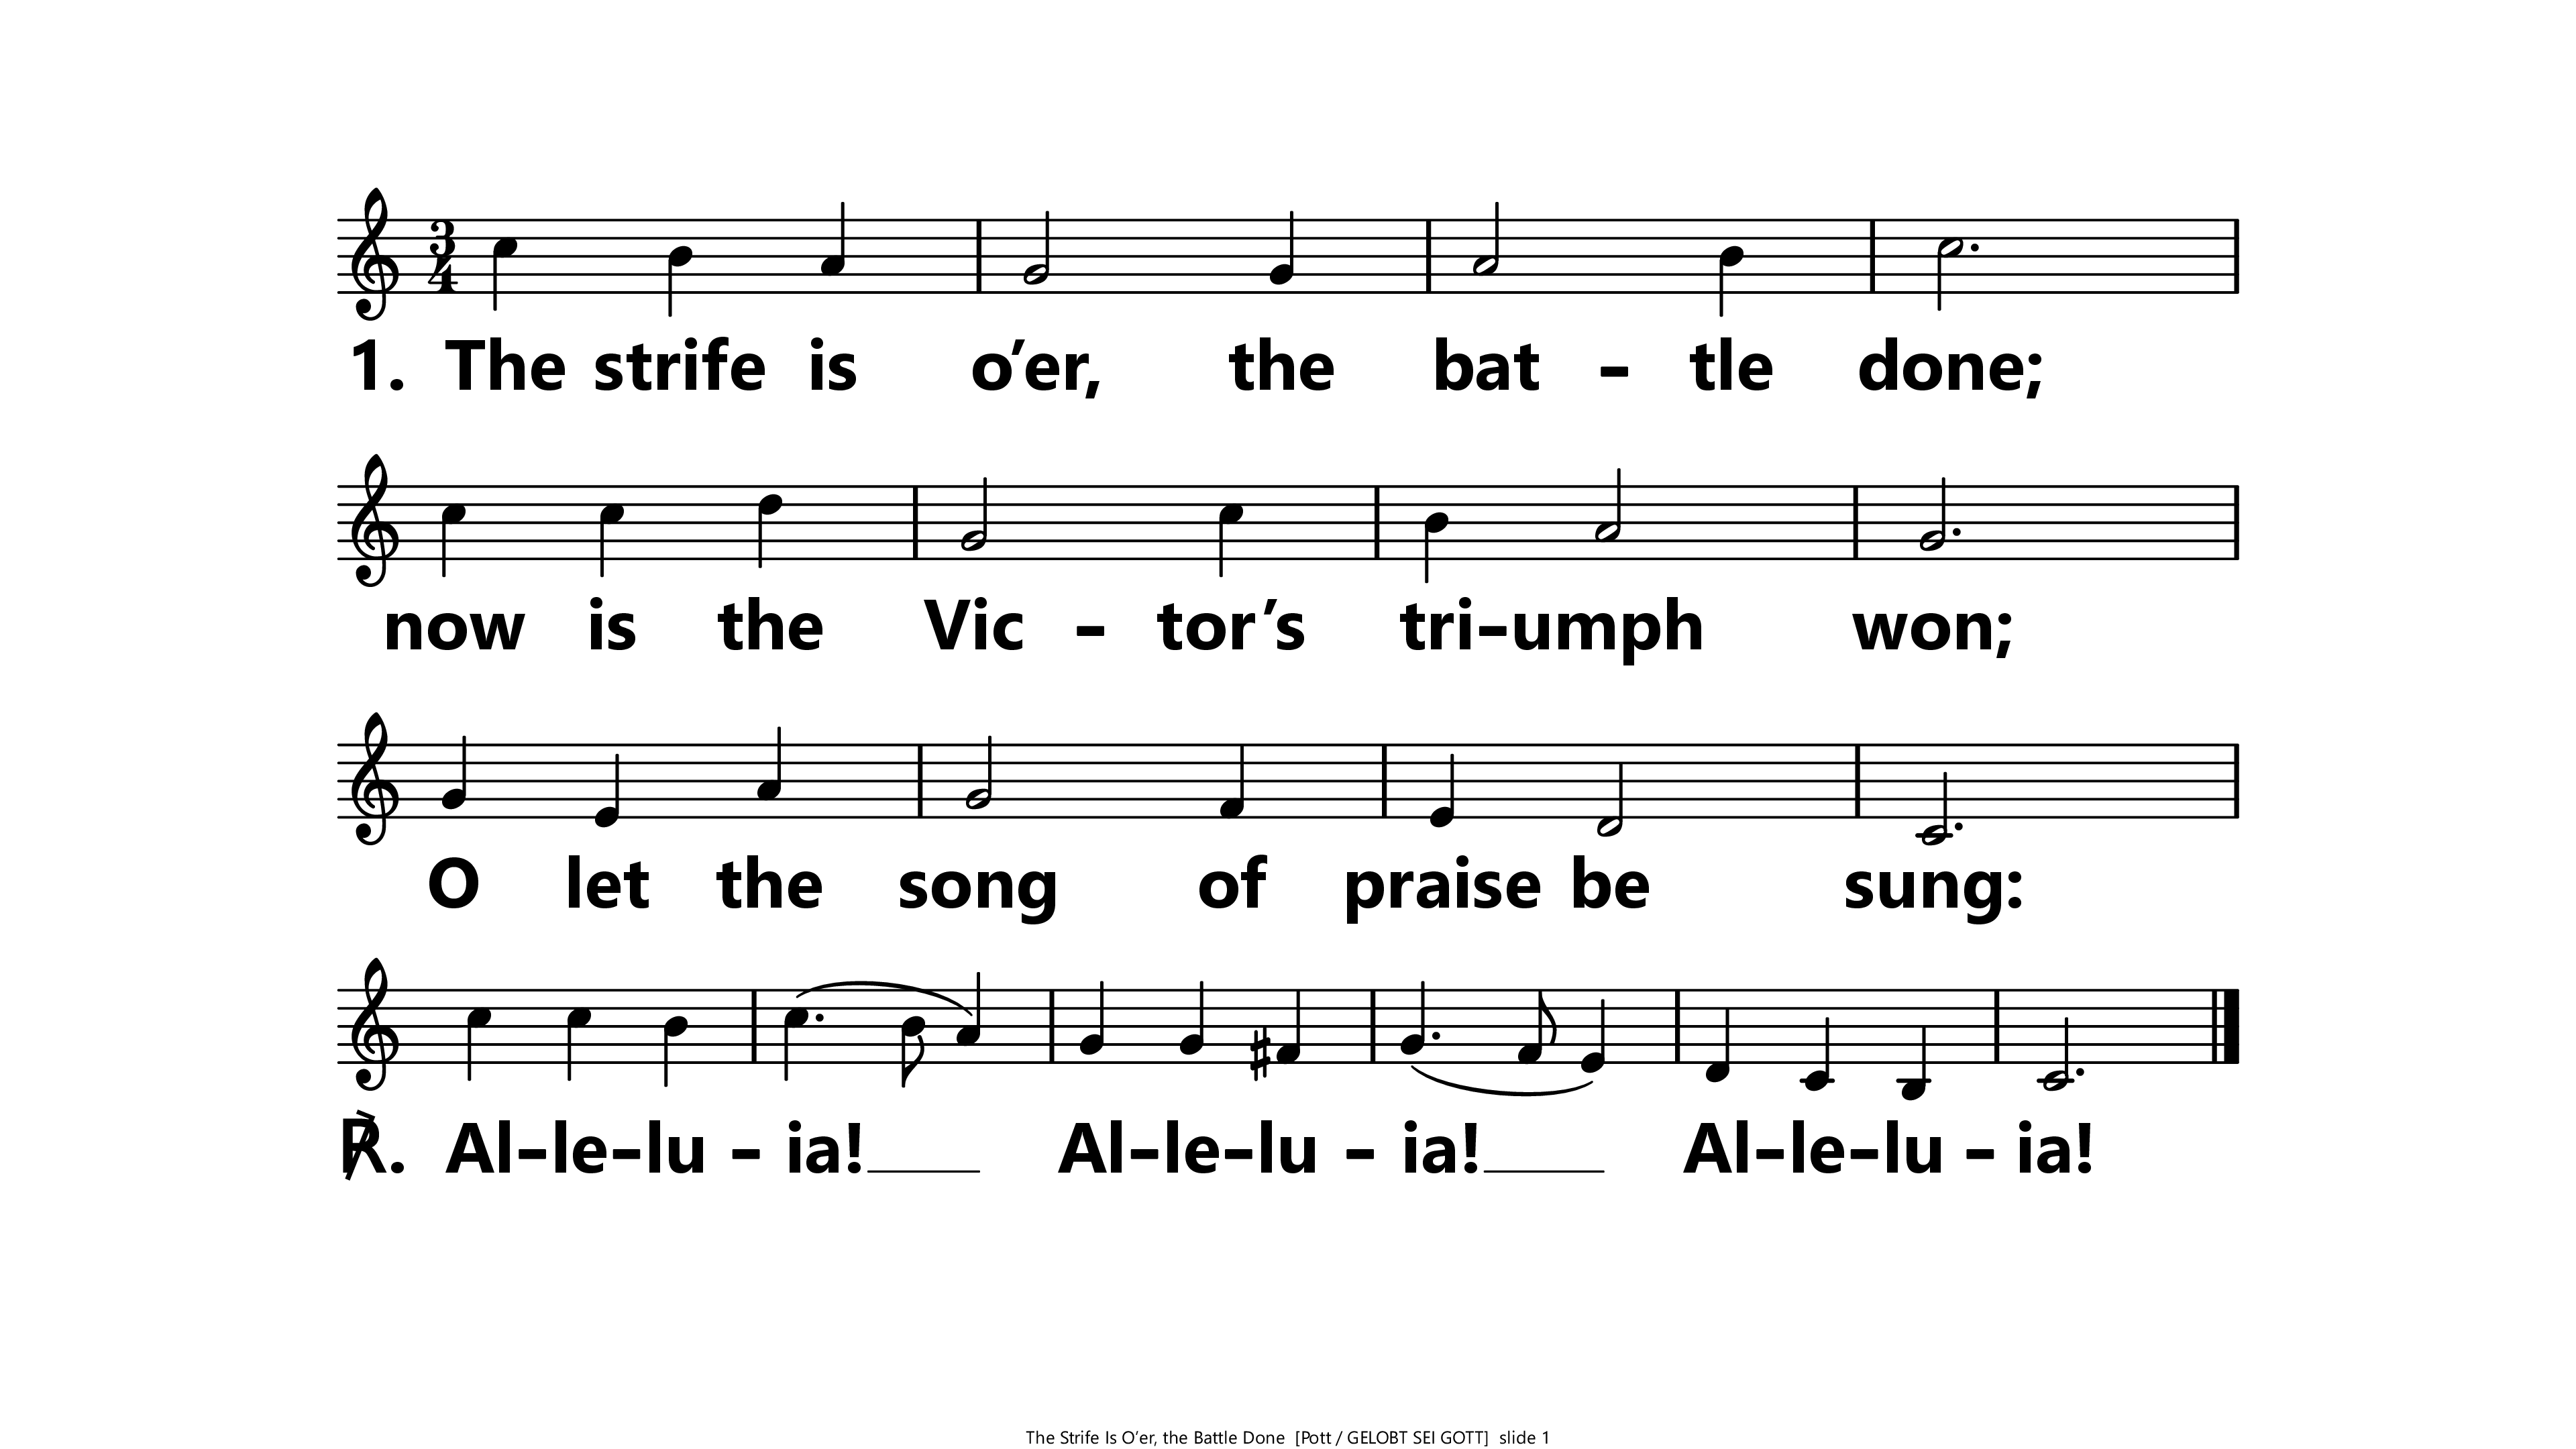 1. The strife is o’er, the bat – tle done;
now is the Vic – tor’s tri–umph won;
O let the song of praise be sung:
℟. Al–le–lu – ia!____ Al–le–lu – ia!____ Al–le–lu – ia!
The Strife Is O’er, the Battle Done [Pott / GELOBT SEI GOTT] slide 1